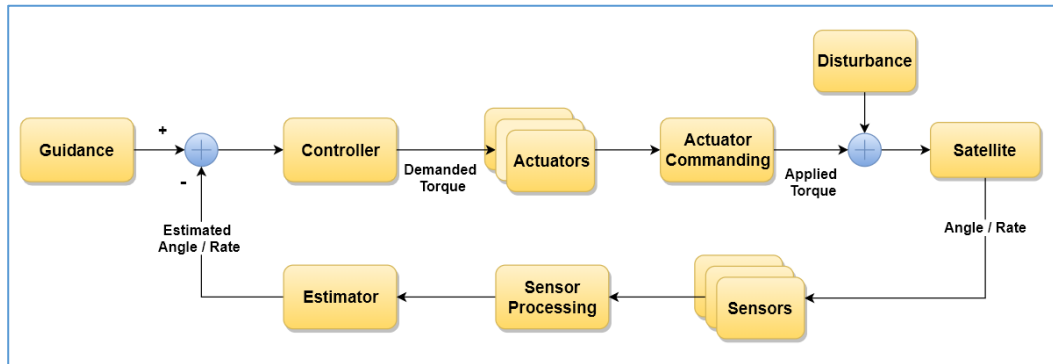 Disturbance
+
Guidance
Controller
Actuators
Actuator
Commanding
Satellite
-
Demanded
Torque
Applied
Torque
Estimated
Angle / Rate
Angle / Rate
Estimator
Sensor
Processing
Sensors